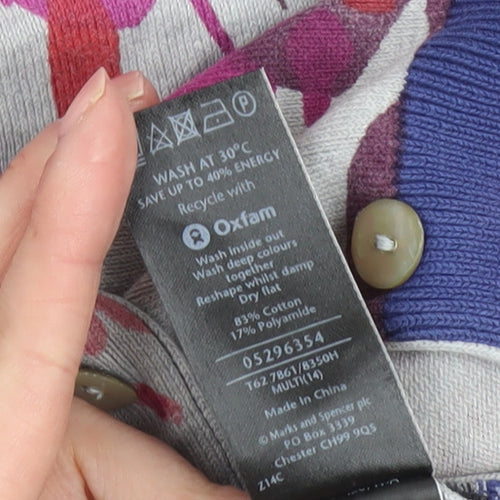 P
WASH AT 30°C
SAVE UP TO 40% ENERGY
Recycle with
Oxfam
Wash Inside out
Wash deep colours
together
Reshape whilst damp
Dry flat
83% Cotton
17% Polyamide
05296354
T62 7861/8350H
MULTI(14)
Made in China
© Marks and Spencer plc
PO Box 3339
Chester CH99 9QS
Z14C